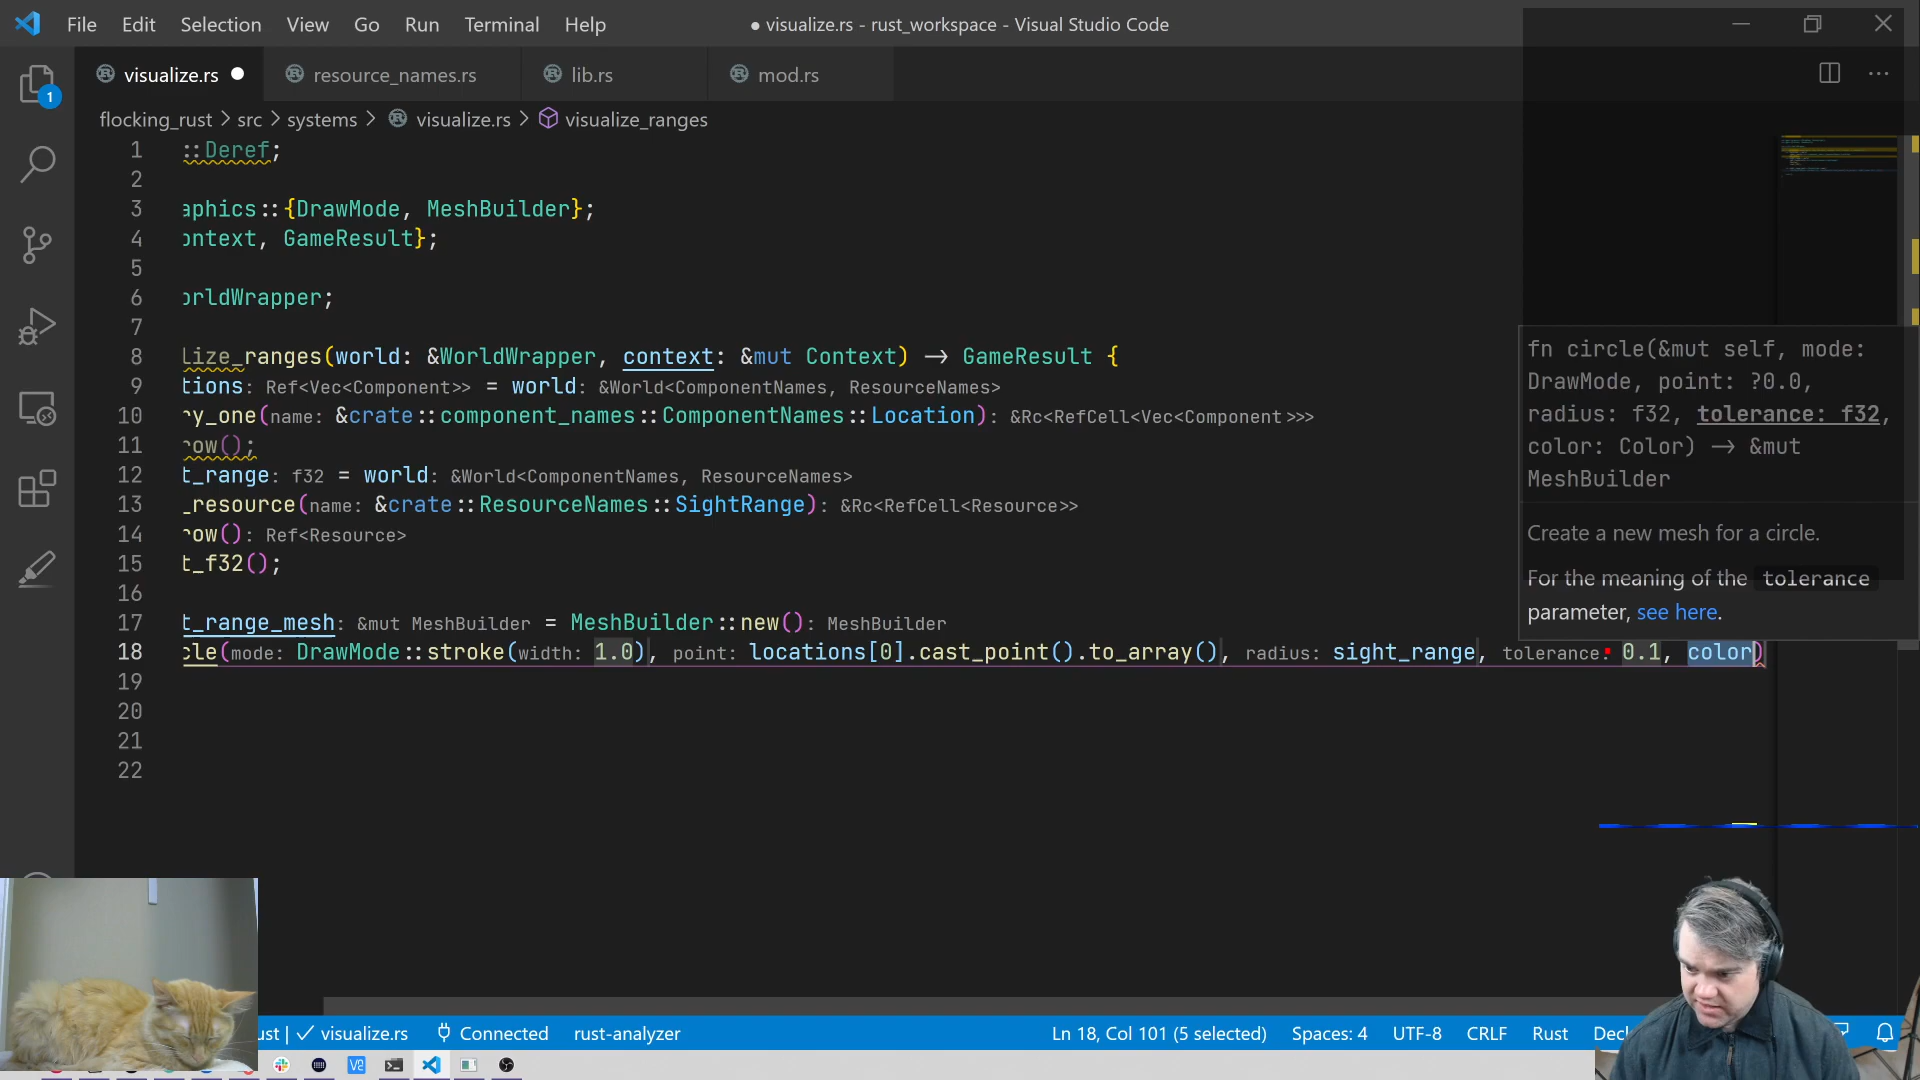 File Edit Selection View Go Run Terminal Help
● visualize.rs - rust_workspace - Visual Studio Code
visualize.rs
resource_names.rs
lib.rs
mod.rs
1
flocking_rust > src > systems > visualize.rs > visualize_ranges
1 ::Deref;
2
3 aphics::{DrawMode, MeshBuilder};
4 ontext, GameResult};
5
6 orldWrapper;
7
8 lize_ranges(world: &WorldWrapper, context: &mut Context) → GameResult {
9 tions: Ref<Vec<Component>> = world: &World<ComponentNames, ResourceNames>
10 ry_one(name: &crate::component_names::ComponentNames::Location): &Rc<RefCell<Vec<Component>>>
11 row();
12 t_range: f32 = world: &World<ComponentNames, ResourceNames>
13 _resource(name: &crate::ResourceNames::SightRange): &Rc<RefCell<Resource>>
14 row(): Ref<Resource>
15 t_f32();
16
17 t_range_mesh: &mut MeshBuilder = MeshBuilder::new(): MeshBuilder
18 cle(mode: DrawMode::stroke(width: 1.0), point: locations[0].cast_point().to_array(), radius: sight_range, tolerance: 0.1, color)
19
20
21
22
fn circle(&mut self, mode:
DrawMode, point: ?0.0,
radius: f32, tolerance: f32,
color: Color) → &mut
MeshBuilder
Create a new mesh for a circle.
For the meaning of the tolerance
parameter, see here.
ust | ✓ visualize.rs Connected rust-analyzer Ln 18, Col 101 (5 selected) Spaces: 4 UTF-8 CRLF Rust Decl